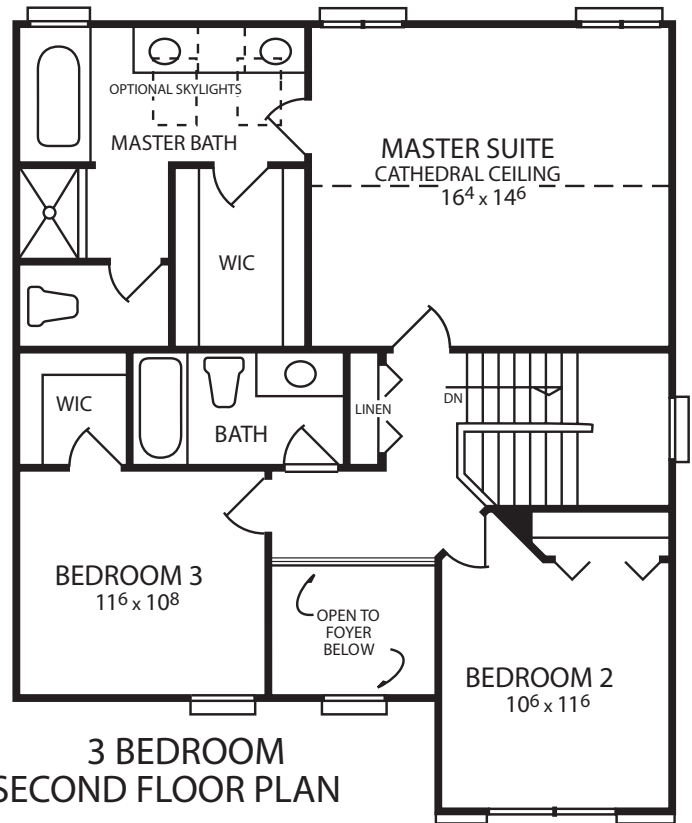 OPTIONAL SKYLIGHTS
MASTER BATH
MASTER SUITE
CATHEDRAL CEILING
16⁴ x 14⁶
WIC
WIC
BATH
LINEN
DN
BEDROOM 3
11⁶ x 10⁸
OPEN TO
FOYER
BELOW
BEDROOM 2
10⁶ x 11⁶
3 BEDROOM
SECOND FLOOR PLAN